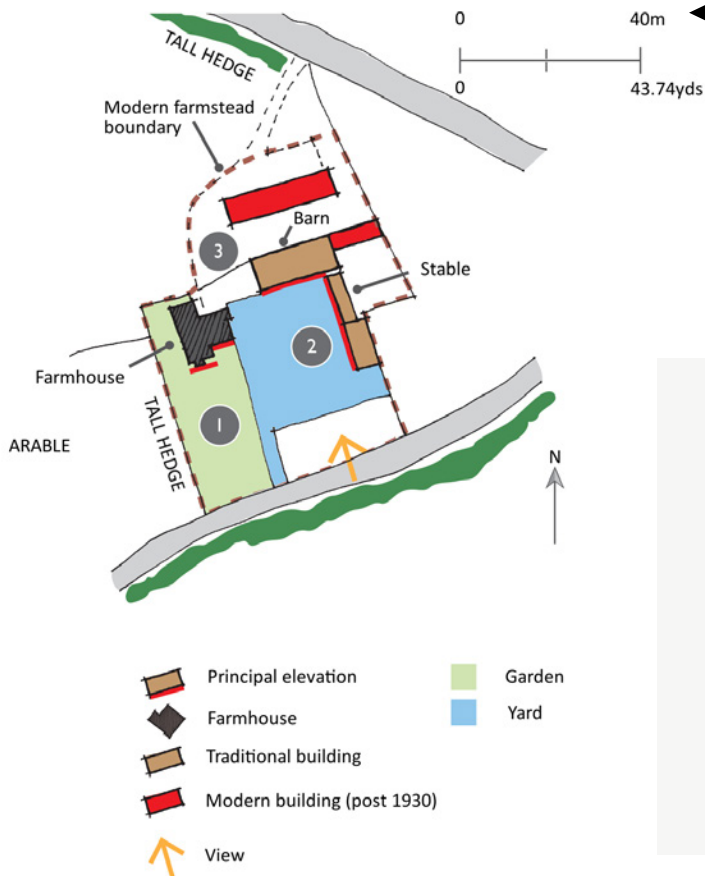 0 40m
0 43.74yds
TALL HEDGE
Modern farmstead
boundary
Barn
3
Stable
2
Farmhouse
1
TALL HEDGE
ARABLE
N
Principal elevation
Garden
Farmhouse
Yard
Traditional building
Modern building (post 1930)
View